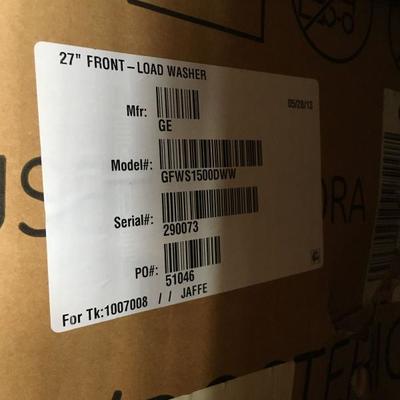 27" FRONT-LOAD WASHER
05/28/13
Mfr:
GE
Model#:
GFWS1500DWW
Serial#:
290073
PO#:
51046
For Tk:1007008 / / JAFFE